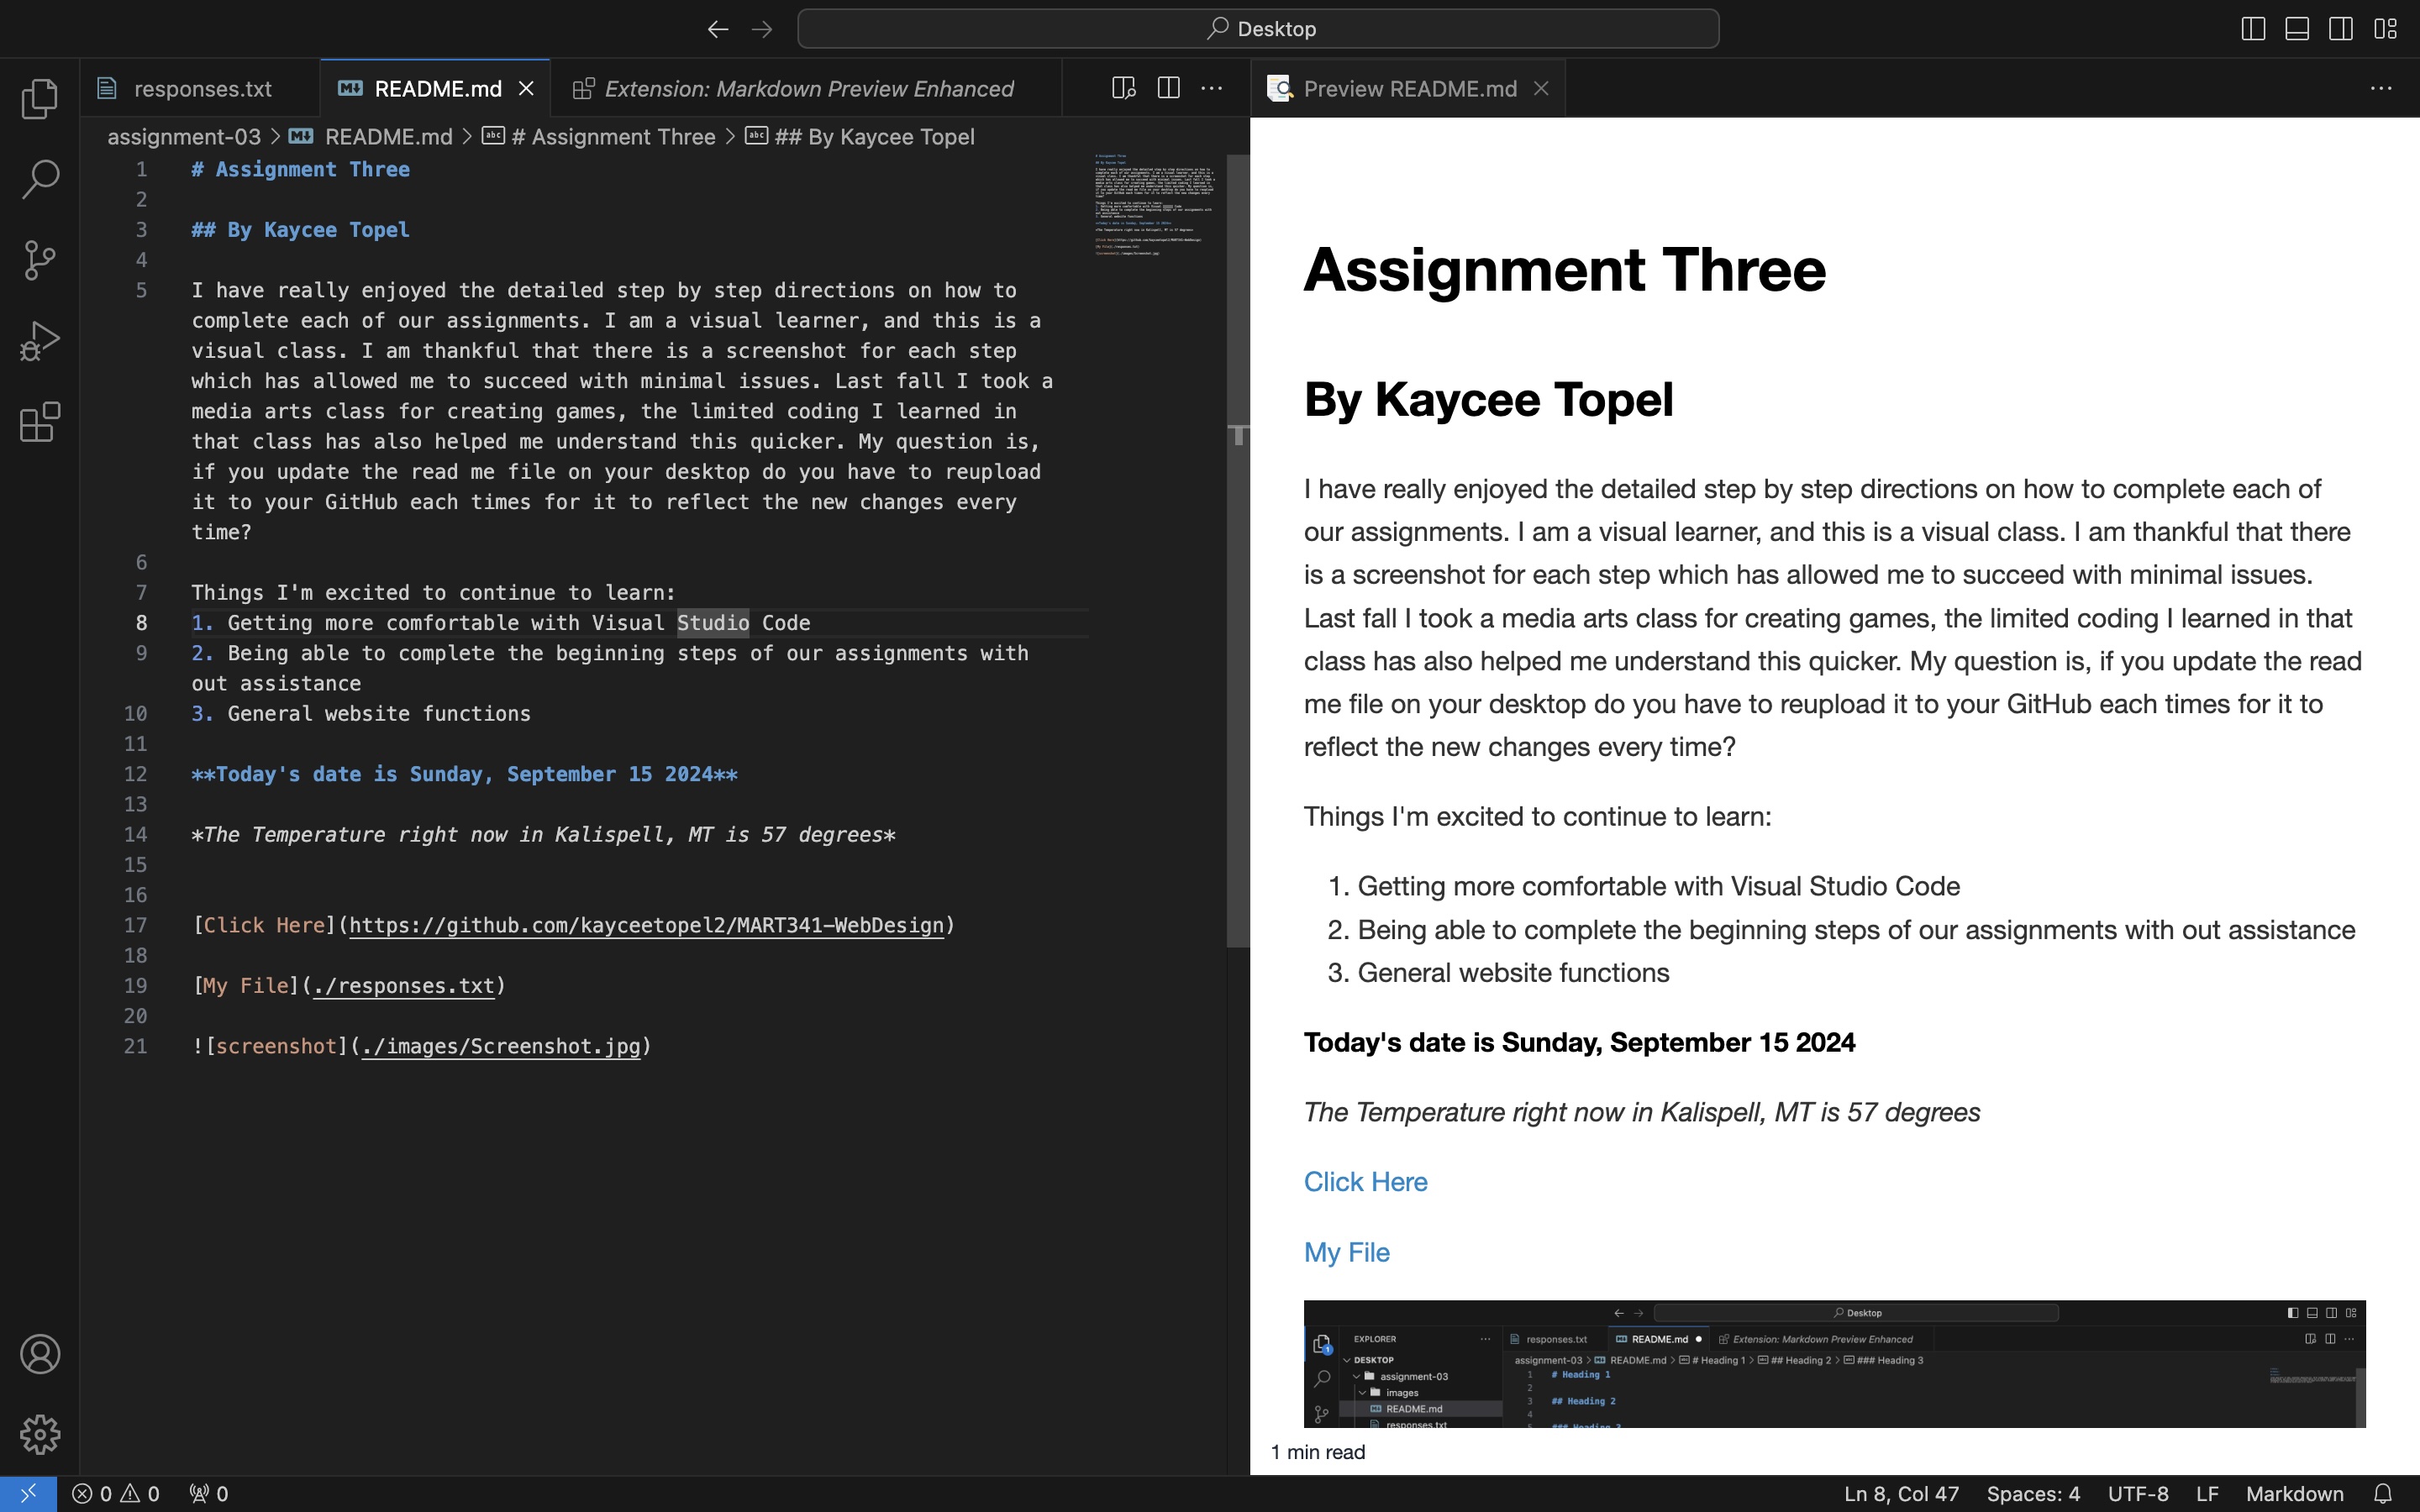 Desktop
responses.txt
README.md
Extension: Markdown Preview Enhanced
Preview README.md
assignment-03 > README.md > # Assignment Three > ## By Kaycee Topel
1 # Assignment Three
2
3 ## By Kaycee Topel
4
5 I have really enjoyed the detailed step by step directions on how to
complete each of our assignments. I am a visual learner, and this is a
visual class. I am thankful that there is a screenshot for each step
which has allowed me to succeed with minimal issues. Last fall I took a
media arts class for creating games, the limited coding I learned in
that class has also helped me understand this quicker. My question is,
if you update the read me file on your desktop do you have to reupload
it to your GitHub each times for it to reflect the new changes every
time?
6
7 Things I'm excited to continue to learn:
8 1. Getting more comfortable with Visual Studio Code
9 2. Being able to complete the beginning steps of our assignments with
out assistance
10 3. General website functions
11
12 **Today's date is Sunday, September 15 2024**
13
14 *The Temperature right now in Kalispell, MT is 57 degrees*
15
16
17 [Click Here](https://github.com/kayceetopel2/MART341-WebDesign)
18
19 [My File](./responses.txt)
20
21 ![screenshot](./images/Screenshot.jpg)
Assignment Three
By Kaycee Topel
I have really enjoyed the detailed step by step directions on how to complete each of
our assignments. I am a visual learner, and this is a visual class. I am thankful that there
is a screenshot for each step which has allowed me to succeed with minimal issues.
Last fall I took a media arts class for creating games, the limited coding I learned in that
class has also helped me understand this quicker. My question is, if you update the read
me file on your desktop do you have to reupload it to your GitHub each times for it to
reflect the new changes every time?
Things I'm excited to continue to learn:
1. Getting more comfortable with Visual Studio Code
2. Being able to complete the beginning steps of our assignments with out assistance
3. General website functions
Today's date is Sunday, September 15 2024
The Temperature right now in Kalispell, MT is 57 degrees
Click Here
My File
Desktop
EXPLORER
responses.txt
README.md
Extension: Markdown Preview Enhanced
DESKTOP
assignment-03 > README.md > # Heading 1 > ## Heading 2 > ### Heading 3
assignment-03
images
README.md
responses.txt
1 # Heading 1
2
3 ## Heading 2
4
5 ### Heading 3
1 min read
0 0 0
Ln 8, Col 47 Spaces: 4 UTF-8 LF Markdown